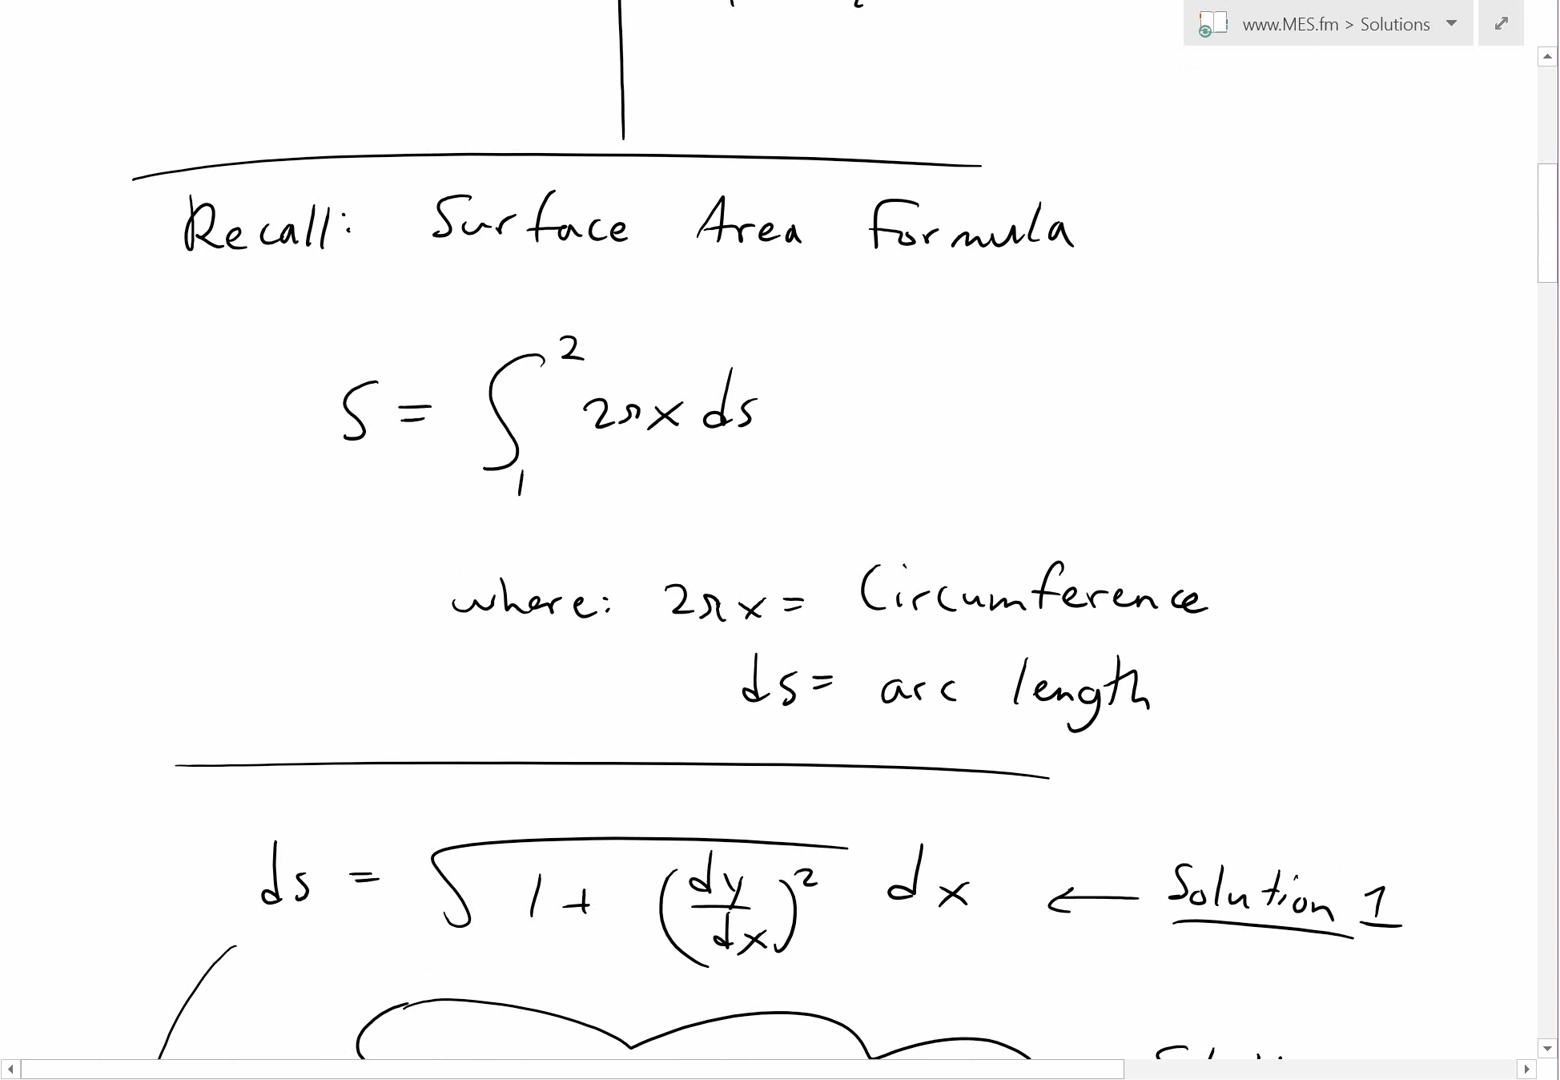 www.MES.fm > Solutions
Recall: Surface Area Formula
S = ∫₁² 2πx ds
where: 2πx = Circumference
ds = arc length
ds = √(1 + (dy/dx)²) dx ← Solution 1